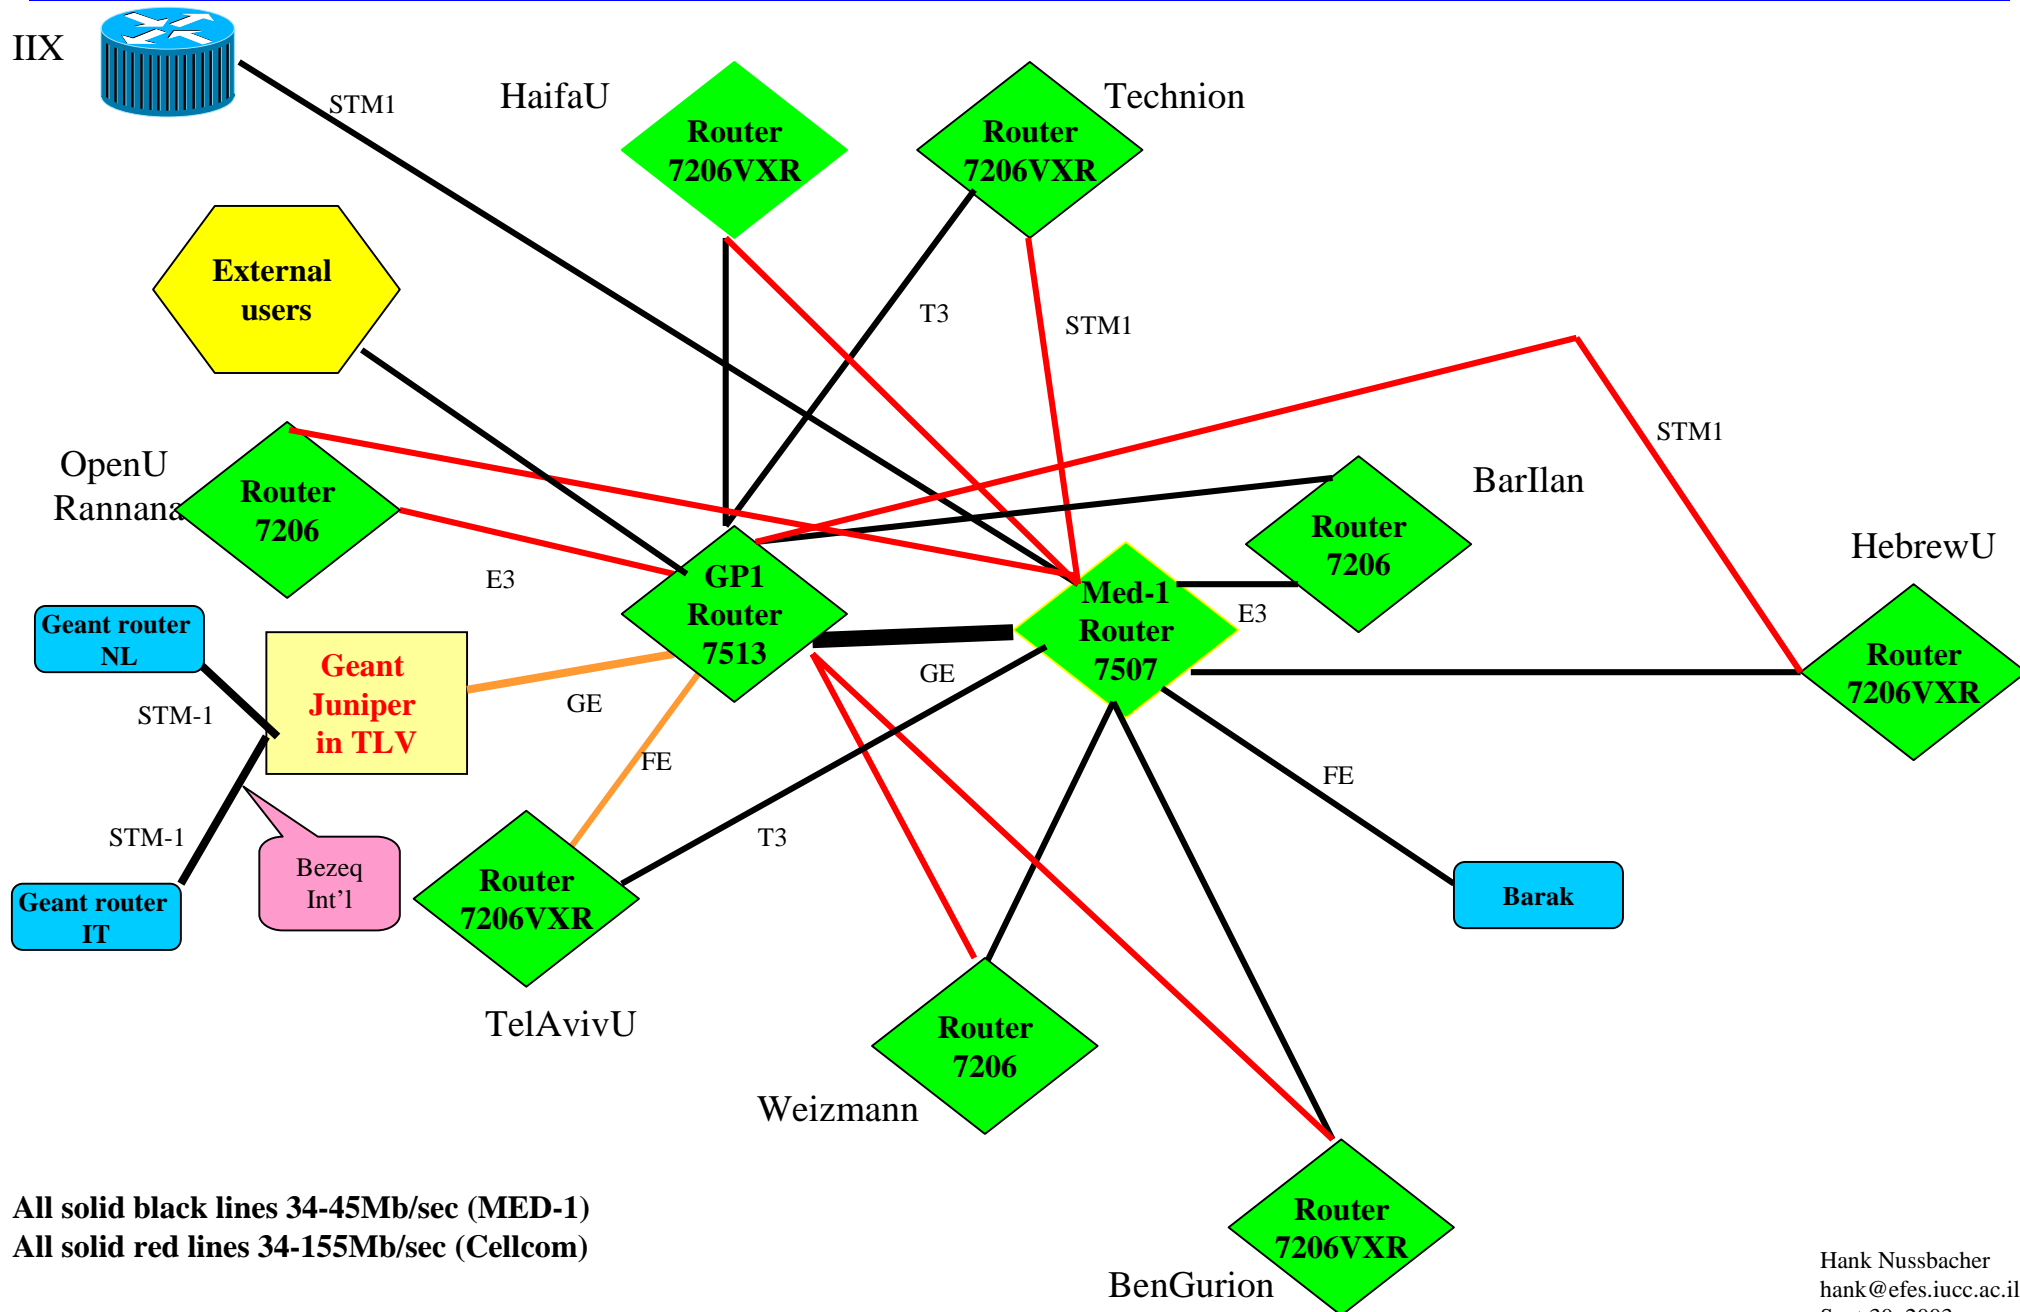 IIX
STM1
HaifaU
Router
7206VXR
Technion
Router
7206VXR
External
users
T3
STM1
STM1
OpenU
Rannana
Router
7206
E3
BarIlan
Router
7206
HebrewU
GP1
Router
7513
Med-1
Router
7507
E3
Geant router
NL
Geant
Juniper
in TLV
Router
7206VXR
STM-1
GE
GE
FE
FE
STM-1
T3
Bezeq
Int'l
Geant router
IT
Router
7206VXR
Barak
TelAvivU
Router
7206
Weizmann
All solid black lines 34-45Mb/sec (MED-1)
All solid red lines 34-155Mb/sec (Cellcom)
Router
7206VXR
BenGurion
Hank Nussbacher
hank@efes.iucc.ac.il